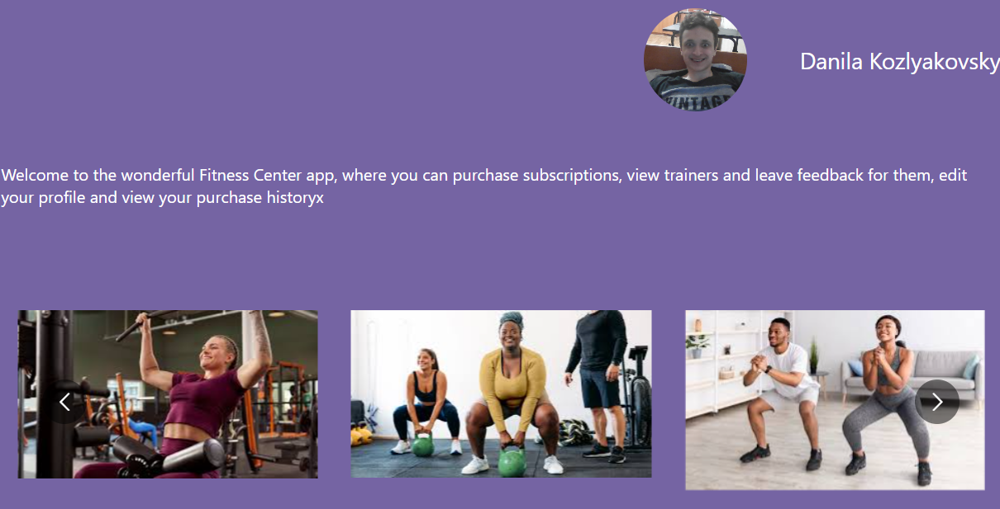 Danila Kozlyakovsky
VINTAGE
Welcome to the wonderful Fitness Center app, where you can purchase subscriptions, view trainers and leave feedback for them, edit
your profile and view your purchase historyx